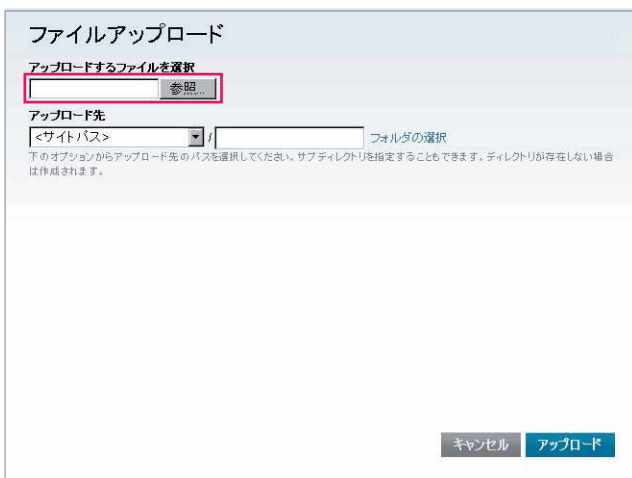 ファイルアップロード
アップロードするファイルを選択
参照...
アップロード先
<サイトパス> / フォルダの選択
下のオプションからアップロード先のパスを選択してください。サブディレクトリを指定することもできます。ディレクトリが存在しない場合
は作成されます。
キャンセル アップロード